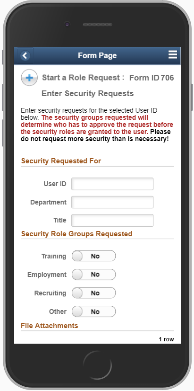 Form Page
Start a Role Request : Form ID 706
Enter Security Requests
Enter security requests for the selected User ID
below. The security groups requested will
determine who has to approve the request before
the security roles are granted to the user. Please
do not request more security than is necessary!
Security Requested For
User ID
Department
Title
Security Role Groups Requested
Training No
Employment No
Recruiting No
Other No
File Attachments
1 row